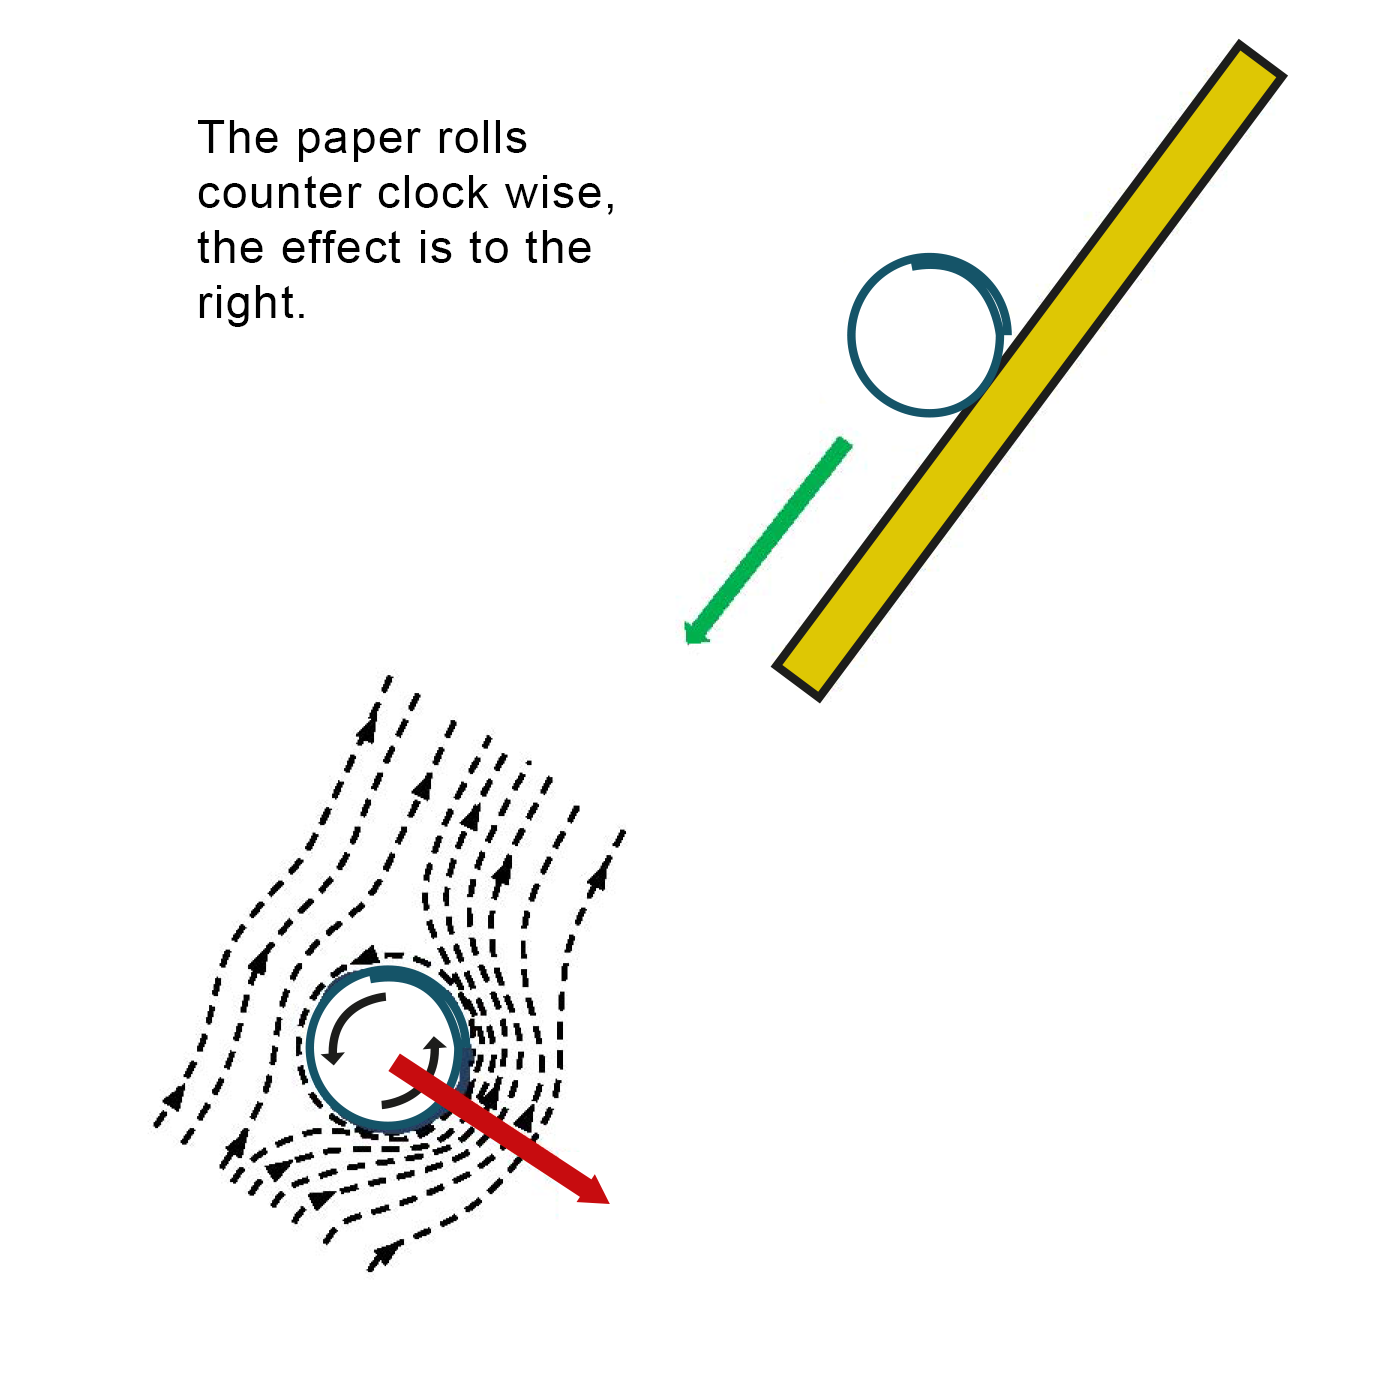 The paper rolls
counter clock wise,
the effect is to the
right.